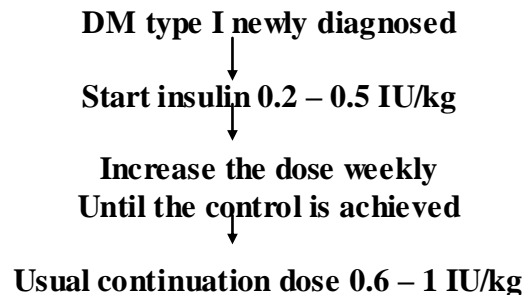 DM type I newly diagnosed
Start insulin 0.2 – 0.5 IU/kg
Increase the dose weekly
Until the control is achieved
Usual continuation dose 0.6 – 1 IU/kg